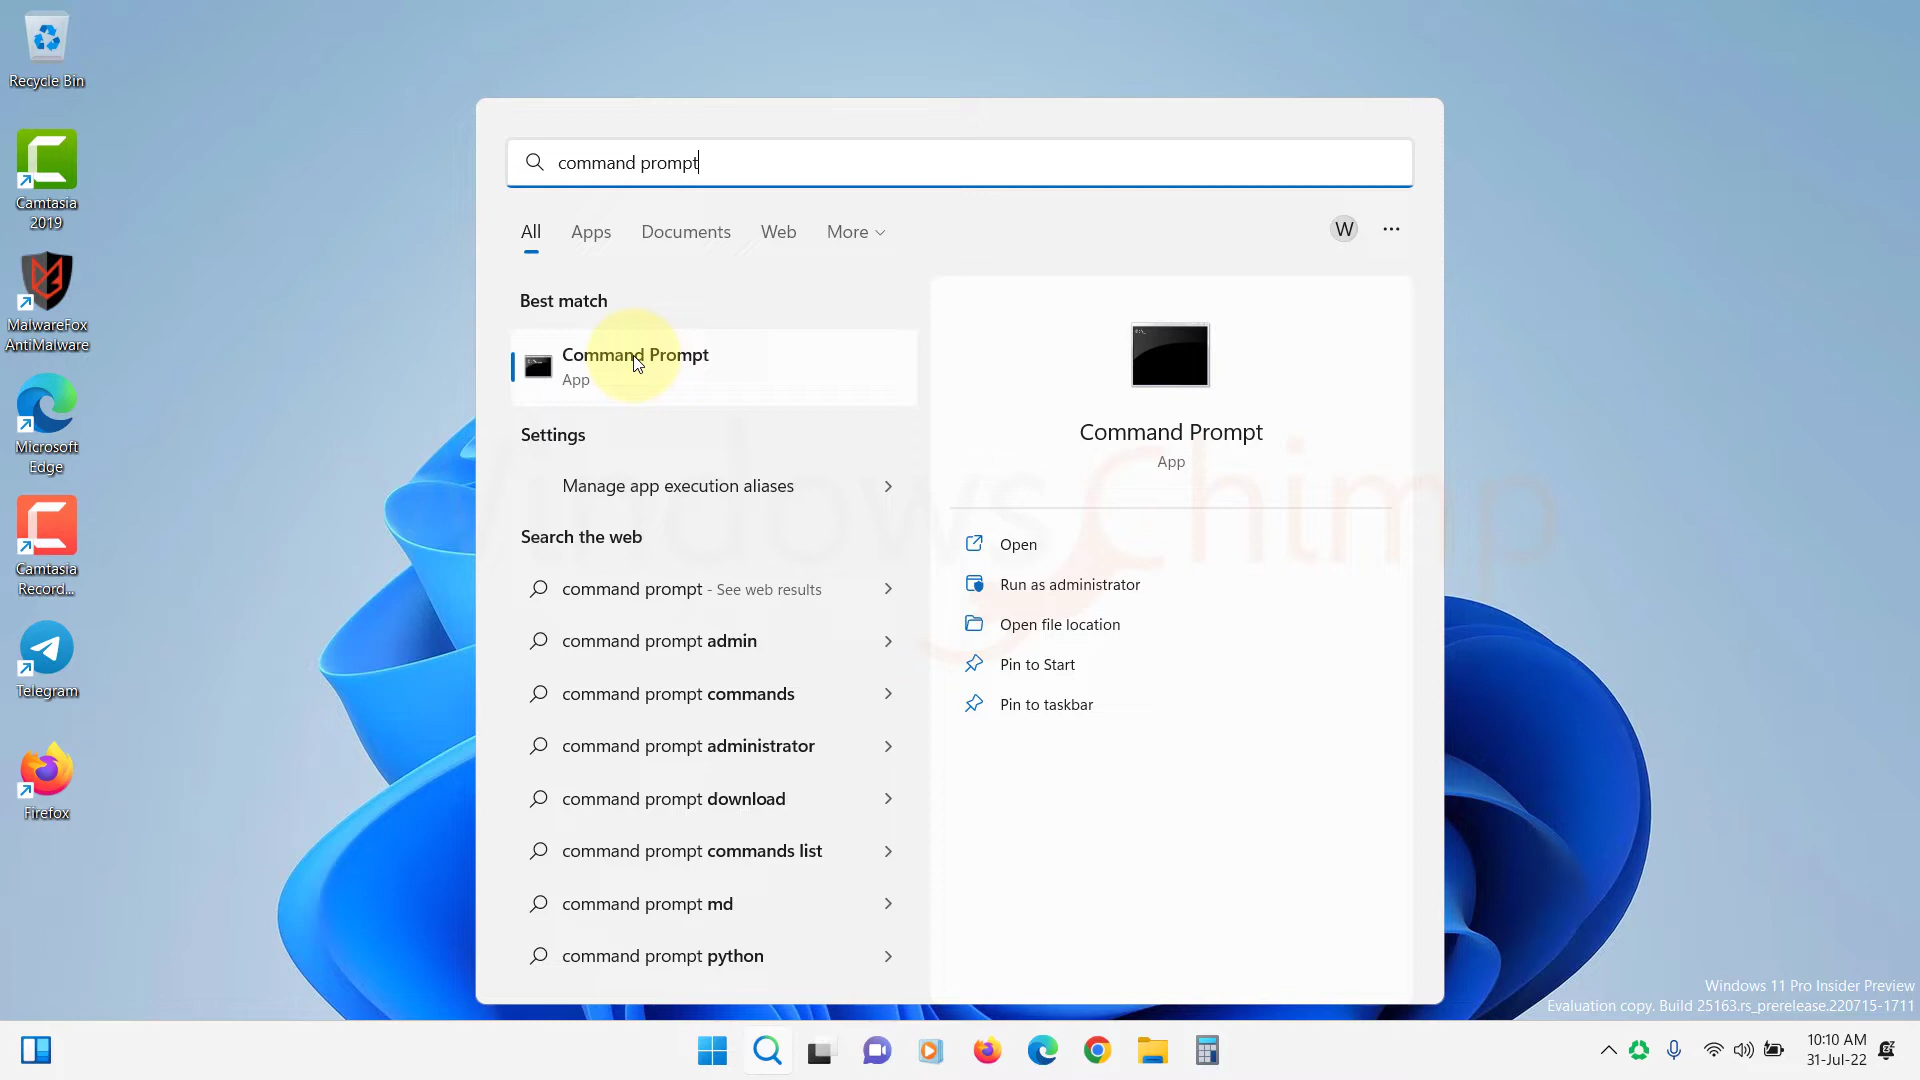 Recycle Bin
Camtasia
2019
MalwareFox
AntiMalware
Microsoft
Edge
Camtasia
Record...
Telegram
Firefox
command prompt
All
Apps
Documents
Web
More
W
Best match
Command Prompt
App
Settings
Manage app execution aliases
Search the web
command prompt - See web results
command prompt admin
command prompt commands
command prompt administrator
command prompt download
command prompt commands list
command prompt md
command prompt python
Command Prompt
App
Open
Run as administrator
Open file location
Pin to Start
Pin to taskbar
Windows Chimp
Windows 11 Pro Insider Preview
Evaluation copy. Build 25163.rs_prerelease.220715-1711
10:10 AM
31-Jul-22